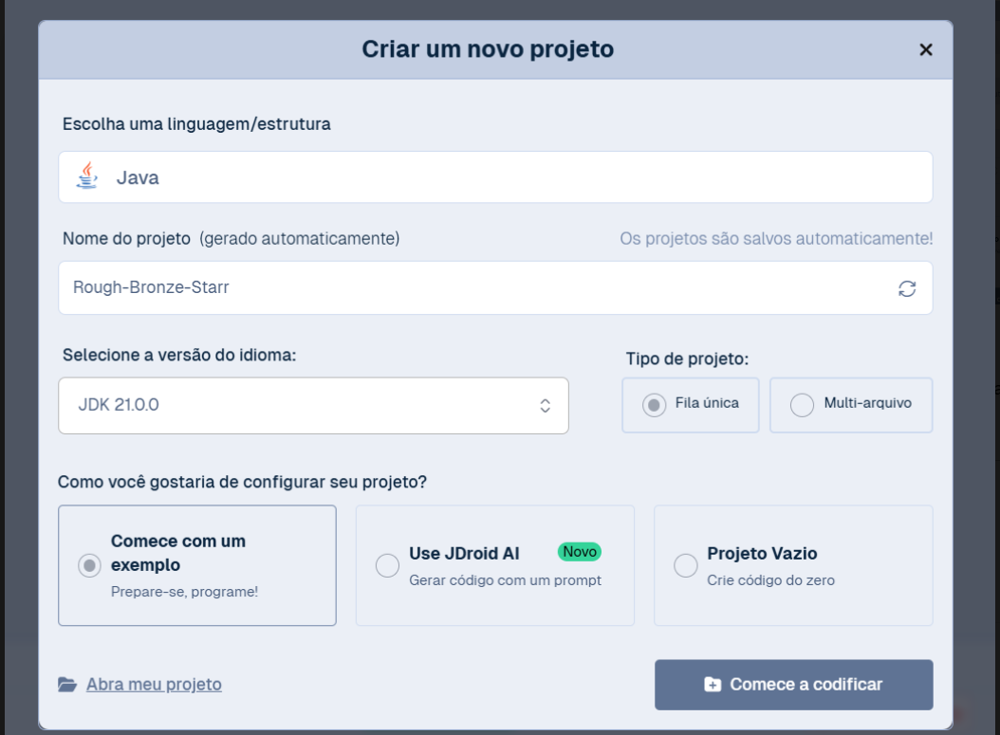 Criar um novo projeto
Escolha uma linguagem/estrutura
Java
Nome do projeto (gerado automaticamente)
Os projetos são salvos automaticamente!
Rough-Bronze-Starr
Selecione a versão do idioma:
Tipo de projeto:
JDK 21.0.0
Fila única
Multi-arquivo
Como você gostaria de configurar seu projeto?
Comece com um
exemplo
Prepare-se, programe!
Use JDroid AI
Novo
Gerar código com um prompt
Projeto Vazio
Crie código do zero
Abra meu projeto
Comece a codificar